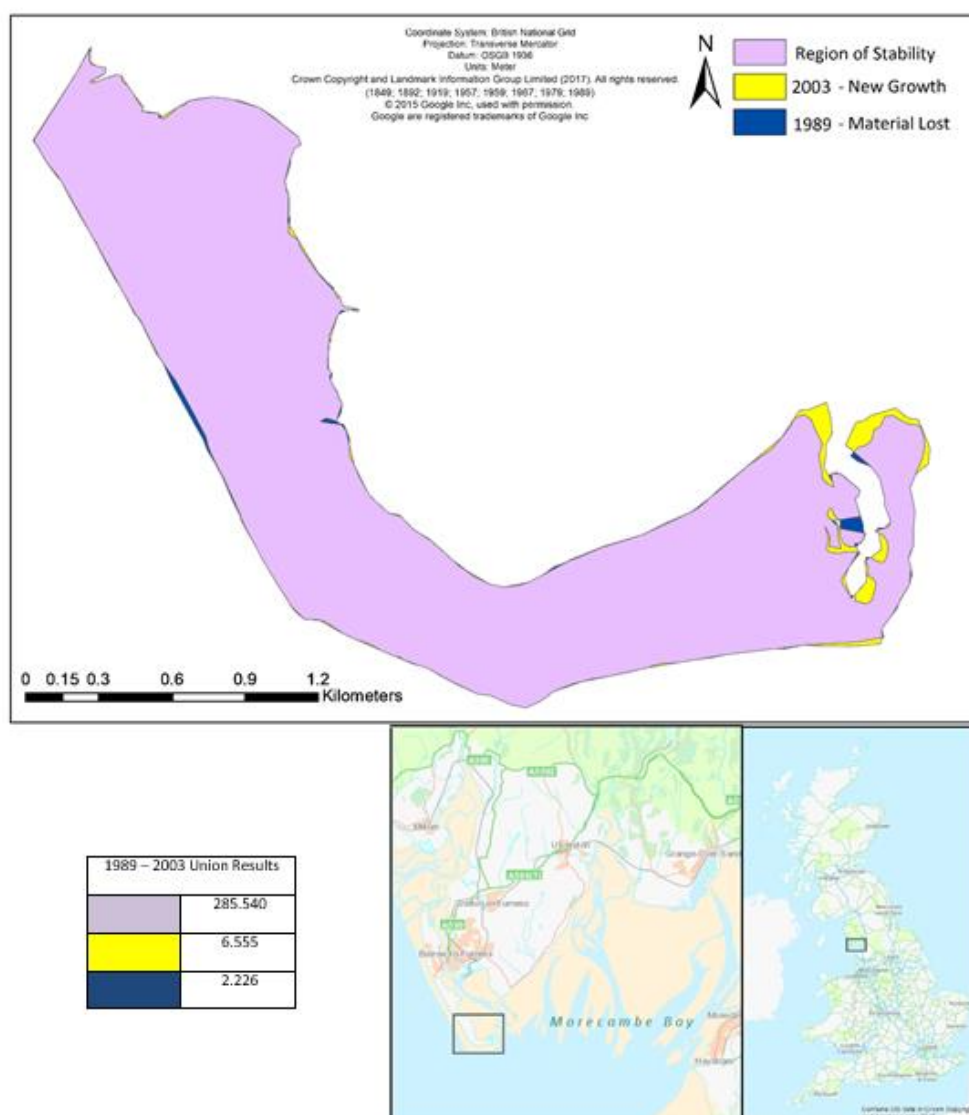 Coordinate System: British National Grid
Projection: Transverse Mercator
Datum: OSGB 1936
Units: Meter
Crown Copyright and Landmark Information Group Limited (2017). All rights reserved.
(1849; 1892; 1919; 1957; 1959; 1967; 1979; 1989)
© 2015 Google Inc, used with permission
Google are registered trademarks of Google Inc
N
Region of Stability
2003 - New Growth
1989 - Material Lost
0 0.15 0.3 0.6 0.9 1.2
Kilometers
1989 – 2003 Union Results
285.540
6.555
2.226
Morecambe Bay